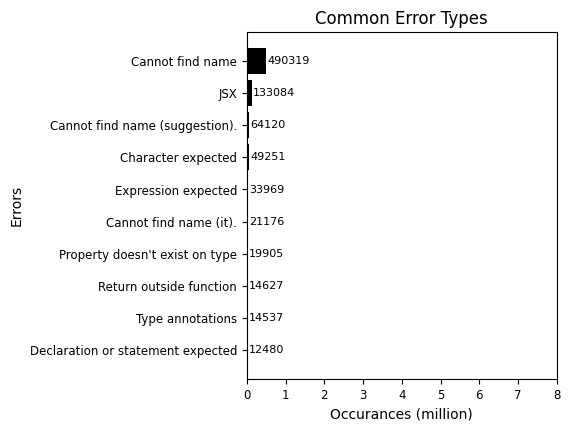 Common Error Types
Cannot find name 490319
JSX 133084
Cannot find name (suggestion). 64120
Character expected 49251
Expression expected 33969
Cannot find name (it). 21176
Property doesn't exist on type 19905
Return outside function 14627
Type annotations 14537
Declaration or statement expected 12480
Errors
0 1 2 3 4 5 6 7 8
Occurances (million)